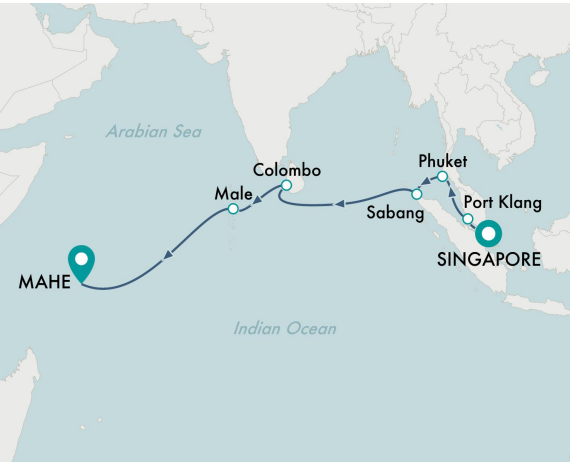 Arabian Sea
Phuket
Colombo
Male
Port Klang
Sabang
SINGAPORE
MAHE
Indian Ocean